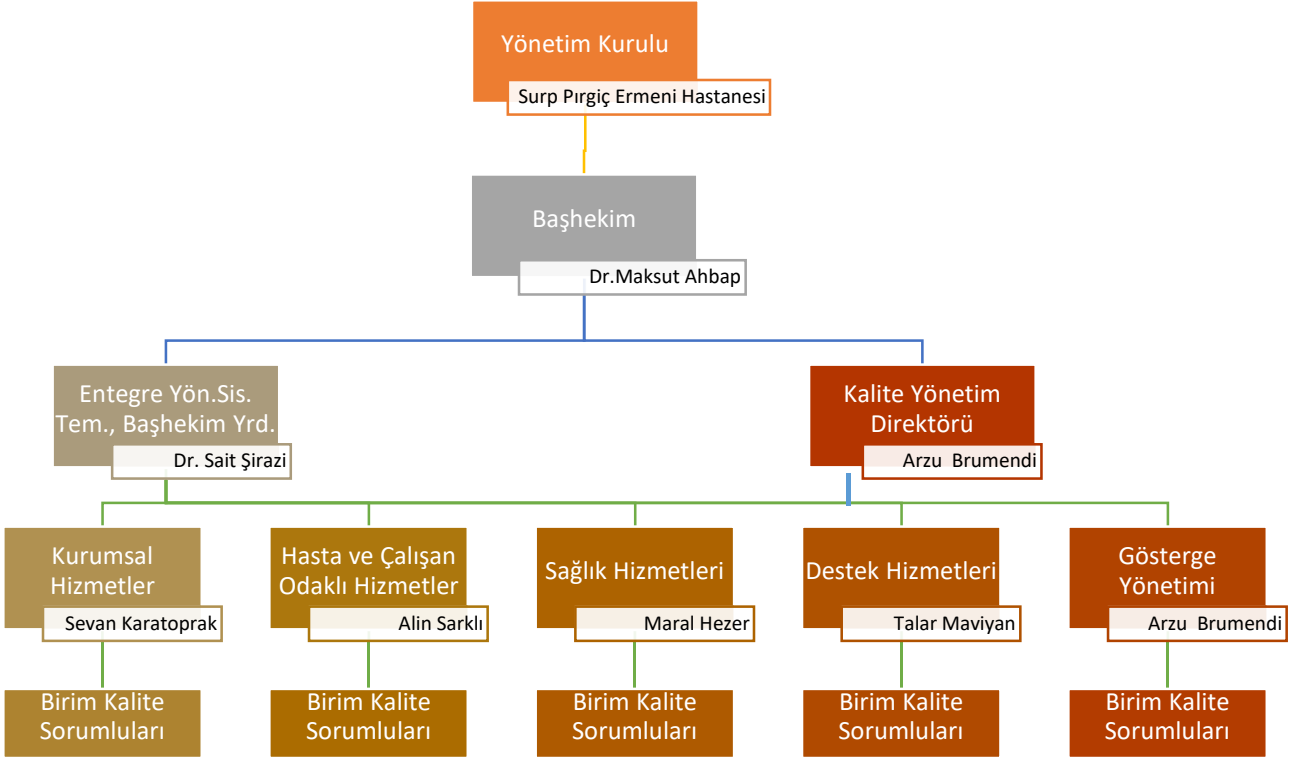 Yönetim Kurulu
Surp Pırgiç Ermeni Hastanesi
Başhekim
Dr.Maksut Ahbap
Entegre Yön.Sis.
Tem., Başhekim Yrd.
Dr. Sait Şirazi
Kalite Yönetim
Direktörü
Arzu Brumendi
Kurumsal
Hizmetler
Sevan Karatoprak
Hasta ve Çalışan
Odaklı Hizmetler
Alin Sarklı
Sağlık Hizmetleri
Maral Hezer
Destek Hizmetleri
Talar Maviyan
Gösterge
Yönetimi
Arzu Brumendi
Birim Kalite
Sorumluları
Birim Kalite
Sorumluları
Birim Kalite
Sorumluları
Birim Kalite
Sorumluları
Birim Kalite
Sorumluları